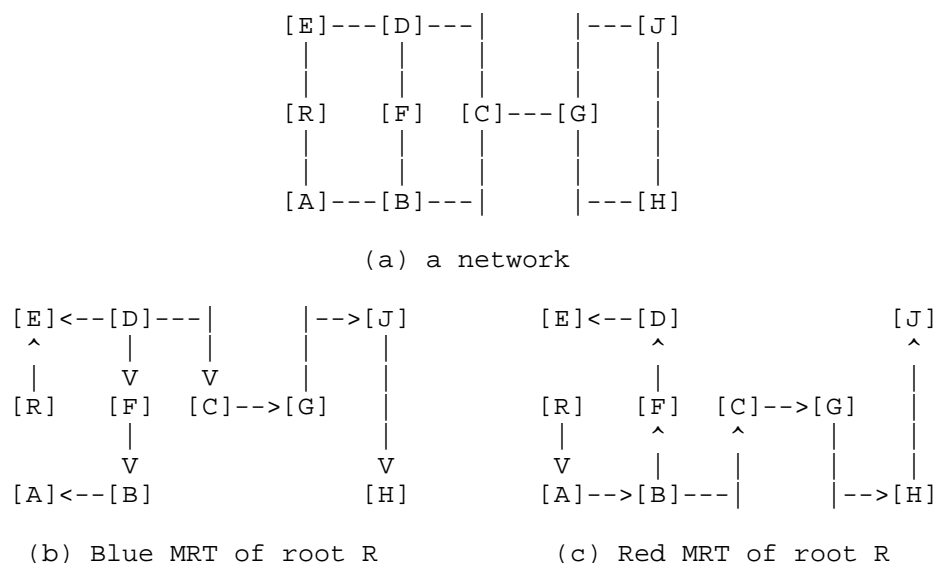 [E]---[D]---| |---[J]
| | | | |
| | | | |
[R] [F] [C]---[G] |
| | | | |
| | | | |
[A]---[B]---| |---[H]
(a) a network
[E]<--[D]---| |-->[J] [E]<--[D] [J]
^ | | | | ^ ^
| V V | | | |
[R] [F] [C]-->[G] | [R] [F] [C]-->[G] |
| | | ^ ^ | |
V V V | | | |
[A]<--[B] [H] [A]-->[B]---| |-->[H]
(b) Blue MRT of root R (c) Red MRT of root R